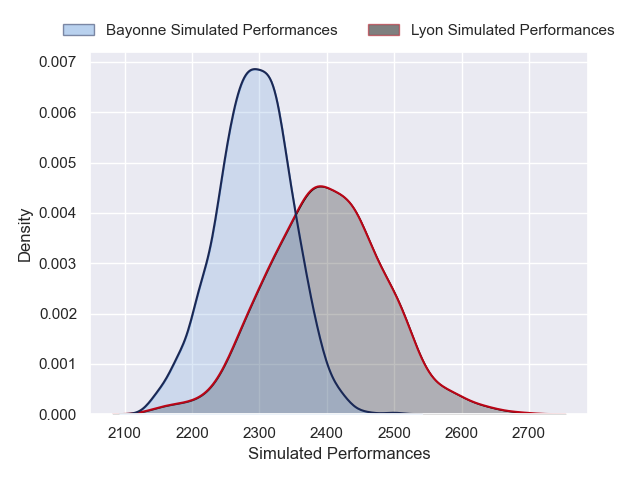 Bayonne Simulated Performances
Lyon Simulated Performances
0.007
0.006
0.005
0.004
0.003
0.002
0.001
0.000
Density
2100 2200 2300 2400 2500 2600 2700
Simulated Performances